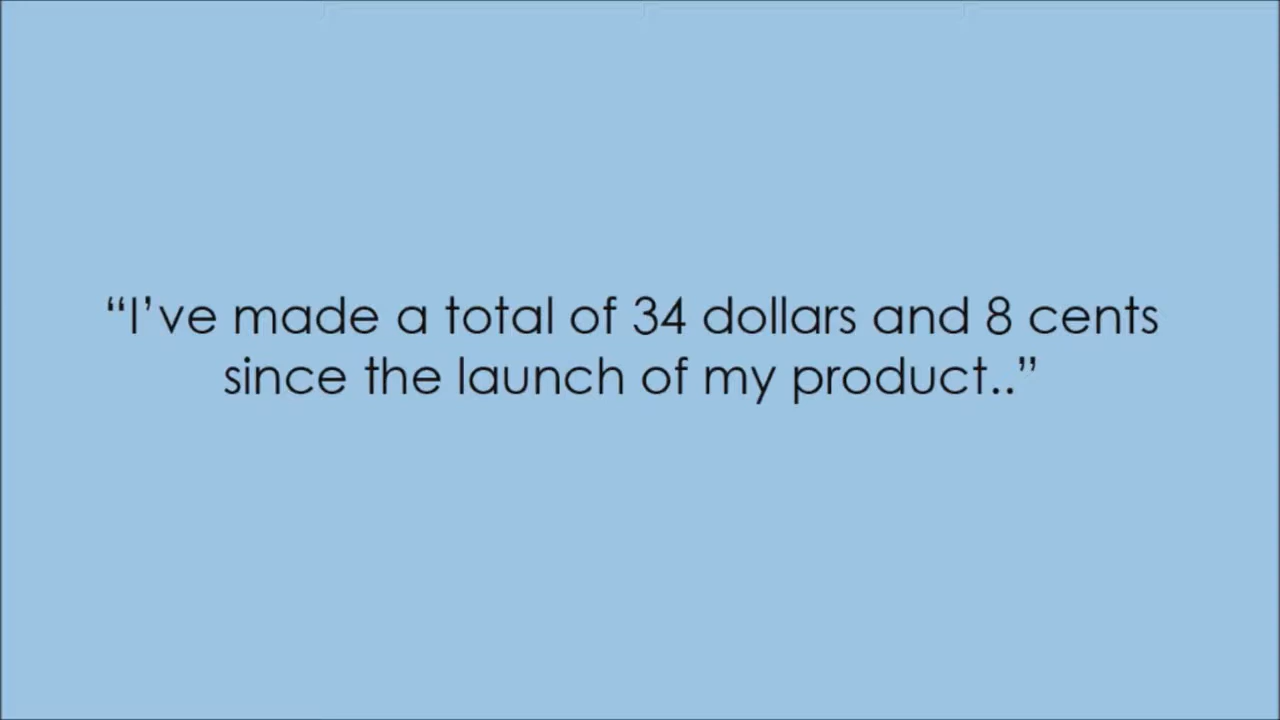 “I’ve made a total of 34 dollars and 8 cents
since the launch of my product..”